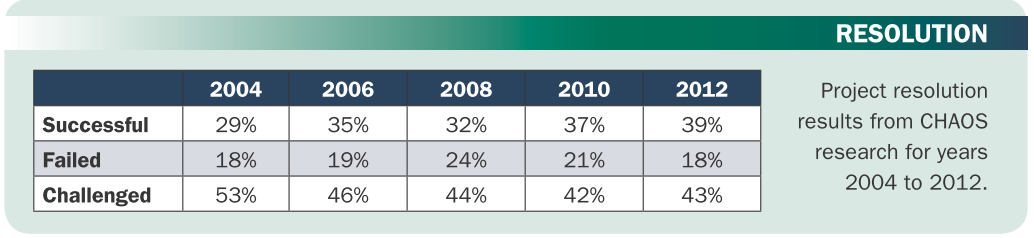 RESOLUTION
2004 2006 2008 2010 2012
Successful 29% 35% 32% 37% 39%
Failed 18% 19% 24% 21% 18%
Challenged 53% 46% 44% 42% 43%
Project resolution
results from CHAOS
research for years
2004 to 2012.